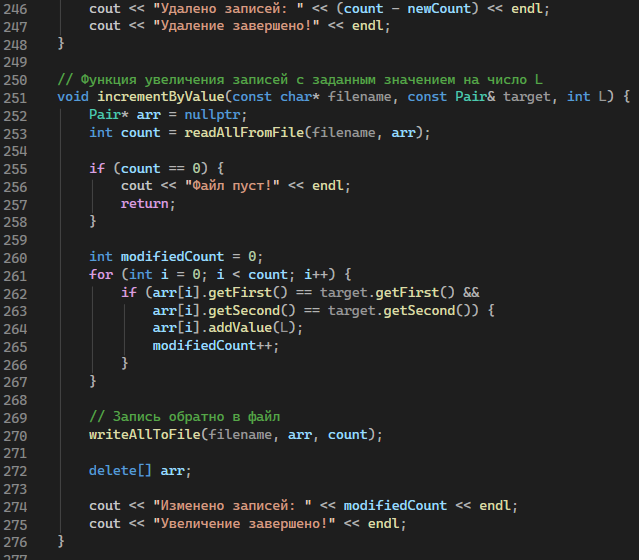 246 cout << "Удалено записей: " << (count - newCount) << endl;
247 cout << "Удаление завершено!" << endl;
248 }
249
250 // Функция увеличения записей с заданным значением на число L
251 void incrementByValue(const char* filename, const Pair& target, int L) {
252 Pair* arr = nullptr;
253 int count = readAllFromFile(filename, arr);
254
255 if (count == 0) {
256 cout << "Файл пуст!" << endl;
257 return;
258 }
259
260 int modifiedCount = 0;
261 for (int i = 0; i < count; i++) {
262 if (arr[i].getFirst() == target.getFirst() &&
263 arr[i].getSecond() == target.getSecond()) {
264 arr[i].addValue(L);
265 modifiedCount++;
266 }
267 }
268
269 // Запись обратно в файл
270 writeAllToFile(filename, arr, count);
271
272 delete[] arr;
273
274 cout << "Изменено записей: " << modifiedCount << endl;
275 cout << "Увеличение завершено!" << endl;
276 }
277